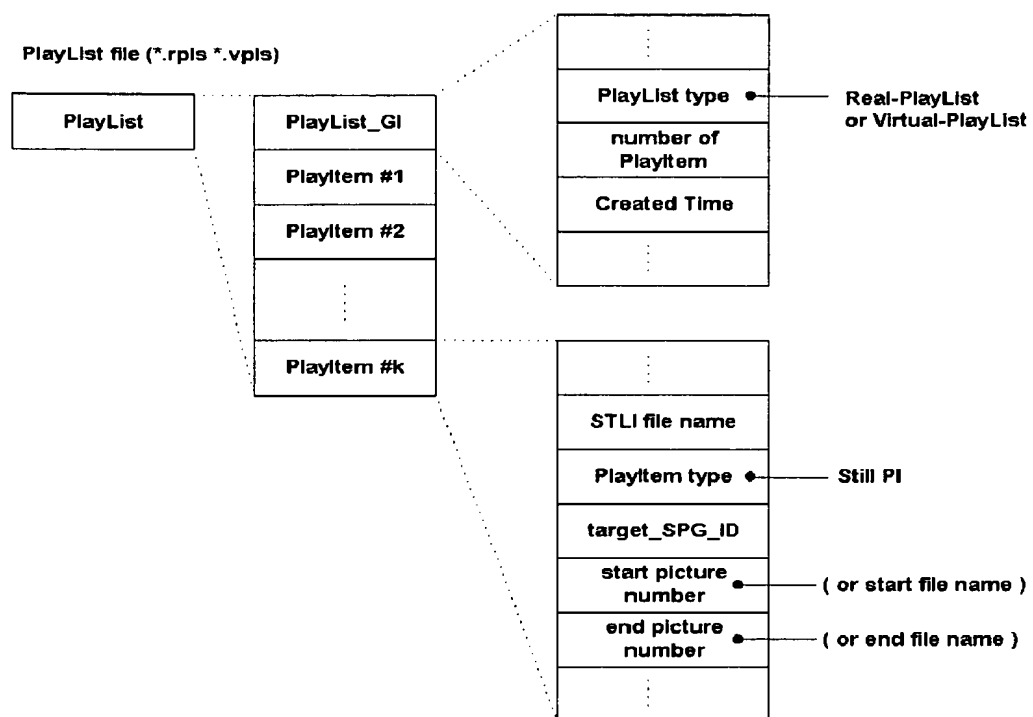 PlayList file (*.rpls *.vpls)
PlayList
PlayList_GI
PlayItem #1
PlayItem #2
PlayItem #k
PlayList type
Real-PlayList
or Virtual-PlayList
number of
PlayItem
Created Time
STLI file name
PlayItem type
Still PI
target_SPG_ID
start picture
number
( or start file name )
end picture
number
( or end file name )